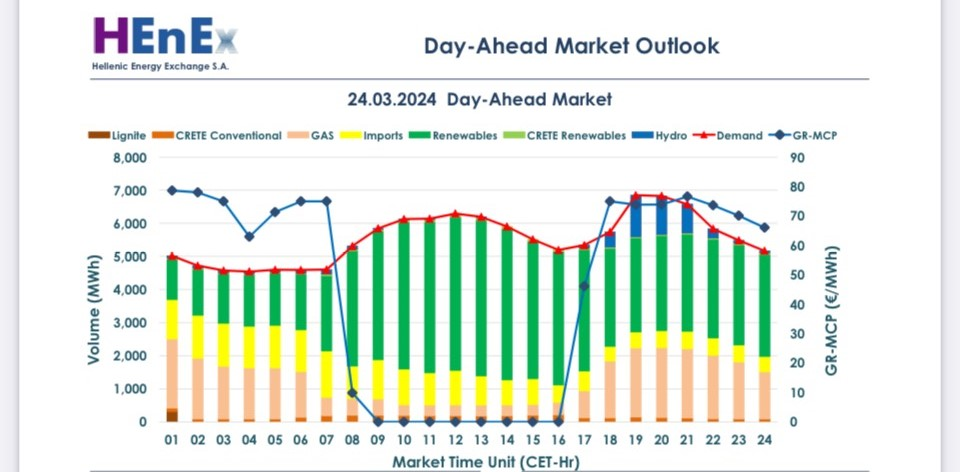 HEnEx
Hellenic Energy Exchange S.A.
Day-Ahead Market Outlook
24.03.2024 Day-Ahead Market
Lignite CRETE Conventional GAS Imports Renewables CRETE Renewables Hydro Demand GR-MCP
8,000
7,000
6,000
5,000
4,000
3,000
2,000
1,000
0
Volume (MWh)
90
80
70
60
50
40
30
20
10
0
GR-MCP (€/MWh)
01 02 03 04 05 06 07 08 09 10 11 12 13 14 15 16 17 18 19 20 21 22 23 24
Market Time Unit (CET-Hr)